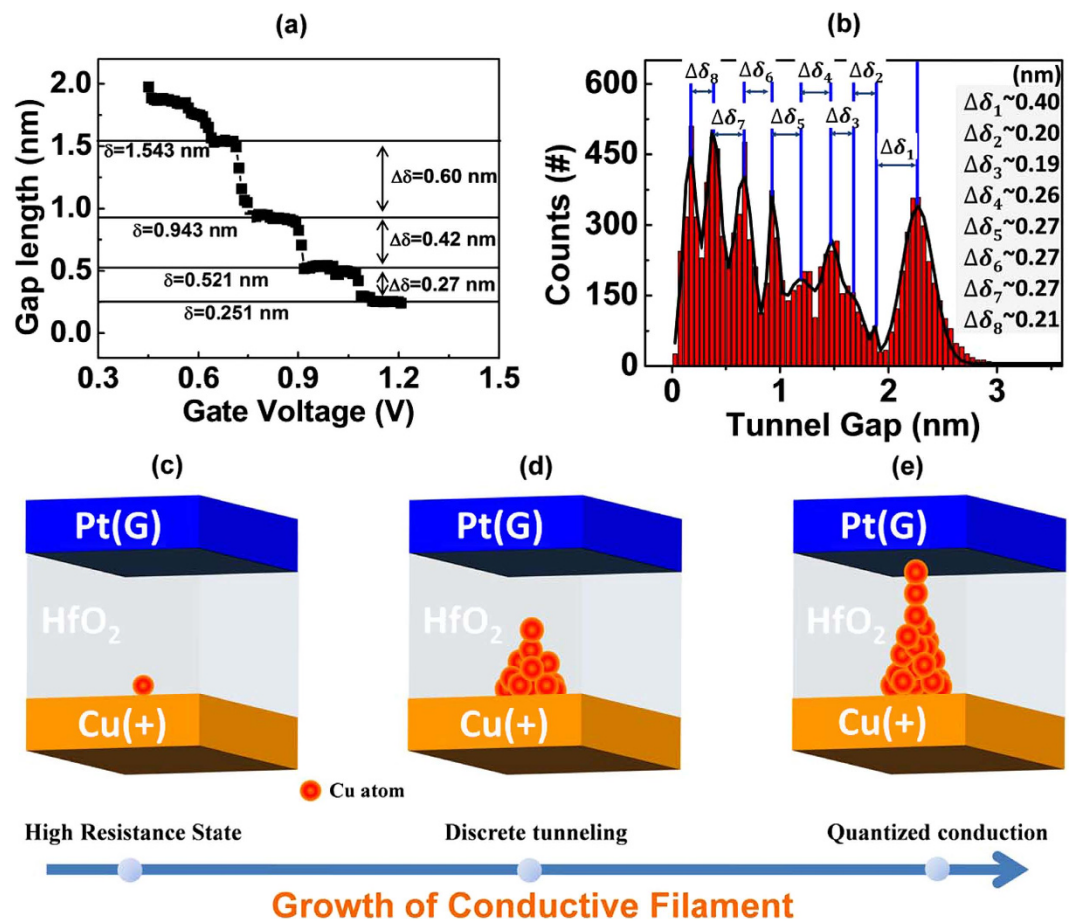 (a)
2.0
1.5
1.0
0.5
0.0
Gap length (nm)
δ=1.543 nm
δ=0.943 nm
δ=0.521 nm
δ=0.251 nm
Δδ=0.60 nm
Δδ=0.42 nm
Δδ=0.27 nm
0.3 0.6 0.9 1.2 1.5
Gate Voltage (V)
(b)
600
450
300
150
0
Counts (#)
Δδ₈ Δδ₆ Δδ₄ Δδ₂
Δδ₇ Δδ₅ Δδ₃ Δδ₁
(nm)
Δδ₁~0.40
Δδ₂~0.20
Δδ₃~0.19
Δδ₄~0.26
Δδ₅~0.27
Δδ₆~0.27
Δδ₇~0.27
Δδ₈~0.21
0 1 2 3
Tunnel Gap (nm)
(c)
Pt(G)
HfO₂
Cu(+)
(d)
Pt(G)
HfO₂
Cu(+)
(e)
Pt(G)
HfO₂
Cu(+)
Cu atom
High Resistance State
Discrete tunneling
Quantized conduction
Growth of Conductive Filament